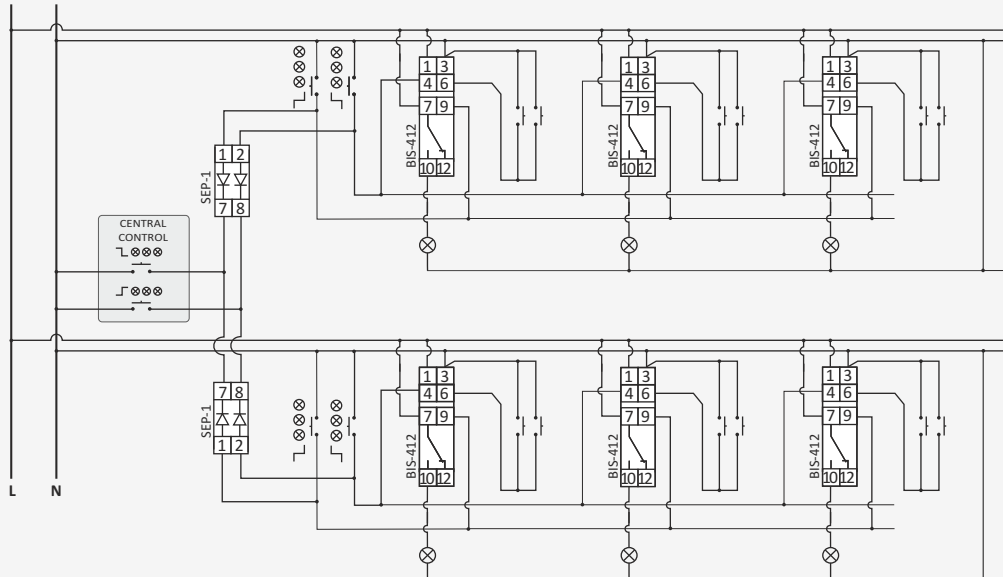 1 3 1 3 1 3
4 6 4 6 4 6
7 9 7 9 7 9
BIS-412 BIS-412 BIS-412
10 12 10 12 10 12
1 2
SEP-1
7 8
CENTRAL
CONTROL
1 3 1 3 1 3
7 8 4 6 4 6 4 6
SEP-1 7 9 7 9 7 9
1 2 BIS-412 BIS-412 BIS-412
10 12 10 12 10 12
L N